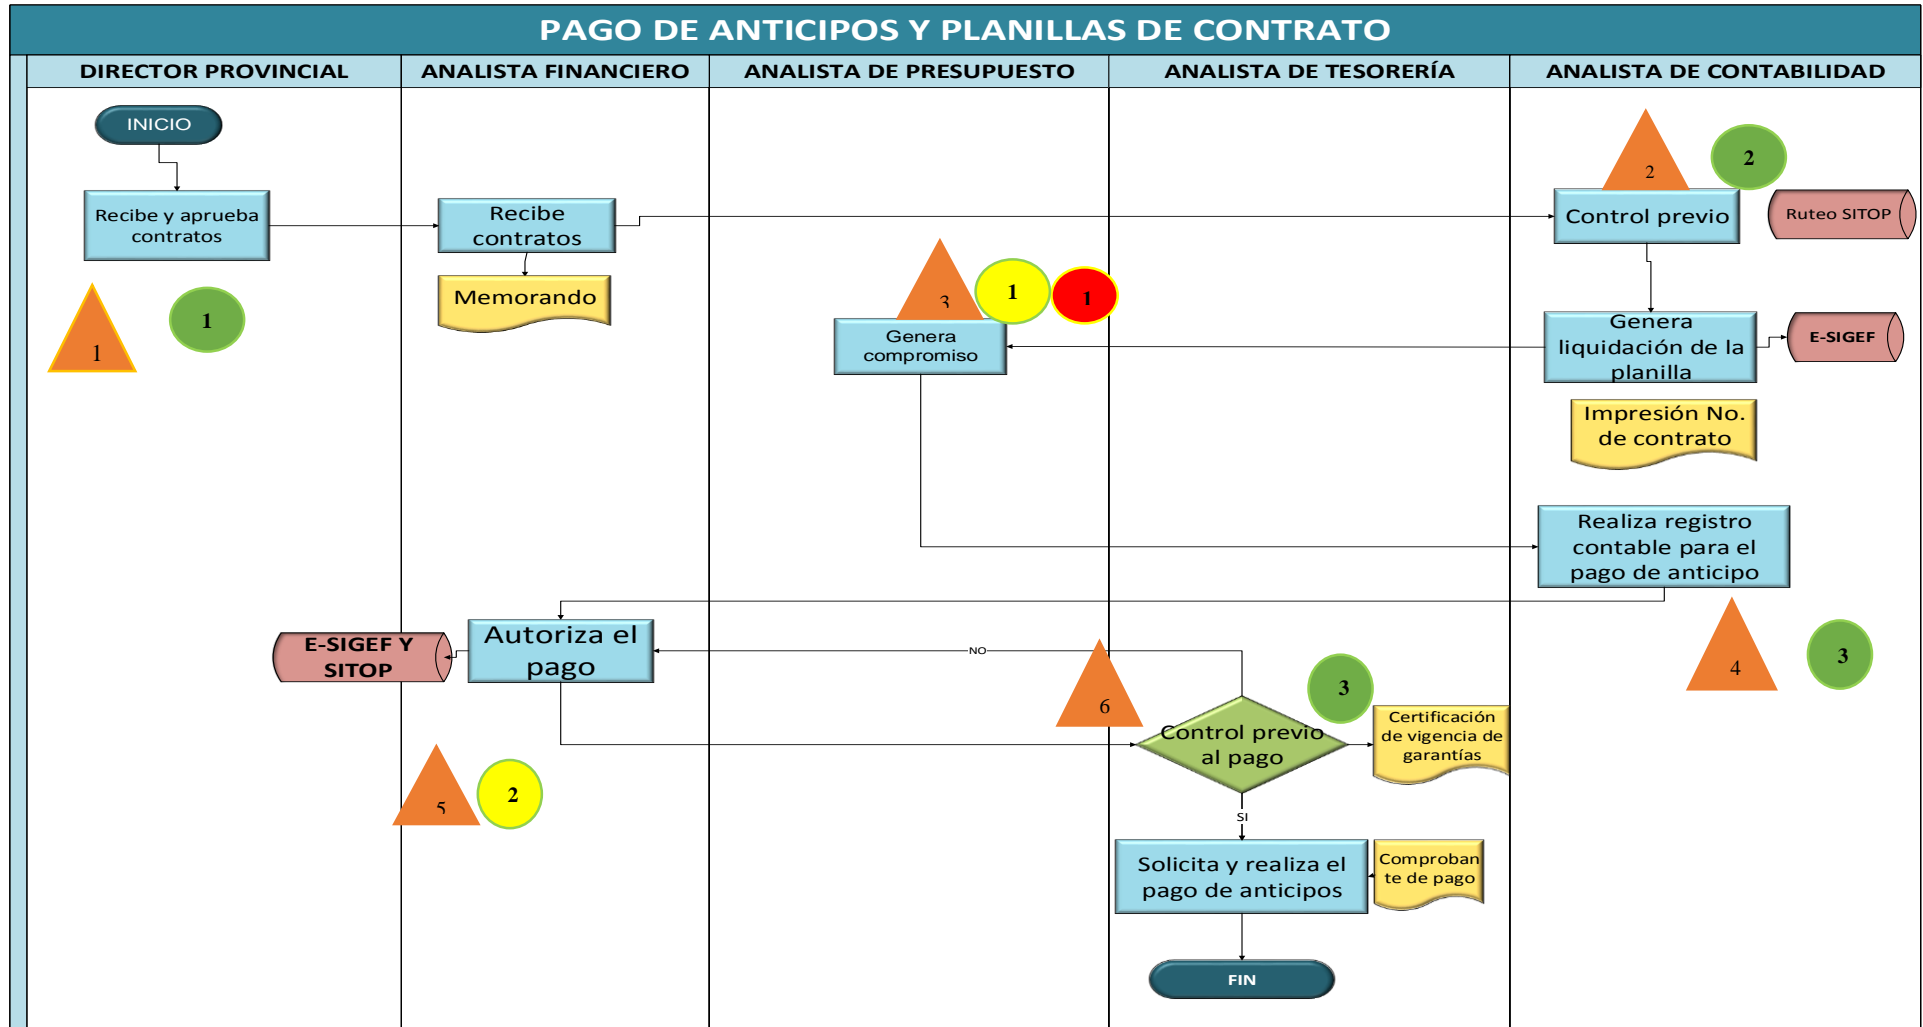 PAGO DE ANTICIPOS Y PLANILLAS DE CONTRATO
DIRECTOR PROVINCIAL
ANALISTA FINANCIERO
ANALISTA DE PRESUPUESTO
ANALISTA DE TESORERÍA
ANALISTA DE CONTABILIDAD
INICIO
2
2
Recibe y aprueba
contratos
Recibe
contratos
Control previo
Ruteo SITOP
Memorando
3
1
1
1
1
Genera
compromiso
Genera
liquidación de la
planilla
E-SIGEF
Impresión No.
de contrato
Realiza registro
contable para el
pago de anticipo
E-SIGEF Y
SITOP
Autoriza el
pago
NO
4
3
6
3
Control previo
al pago
Certificación
de vigencia de
garantías
5
2
SI
Solicita y realiza el
pago de anticipos
Comproban
te de pago
FIN